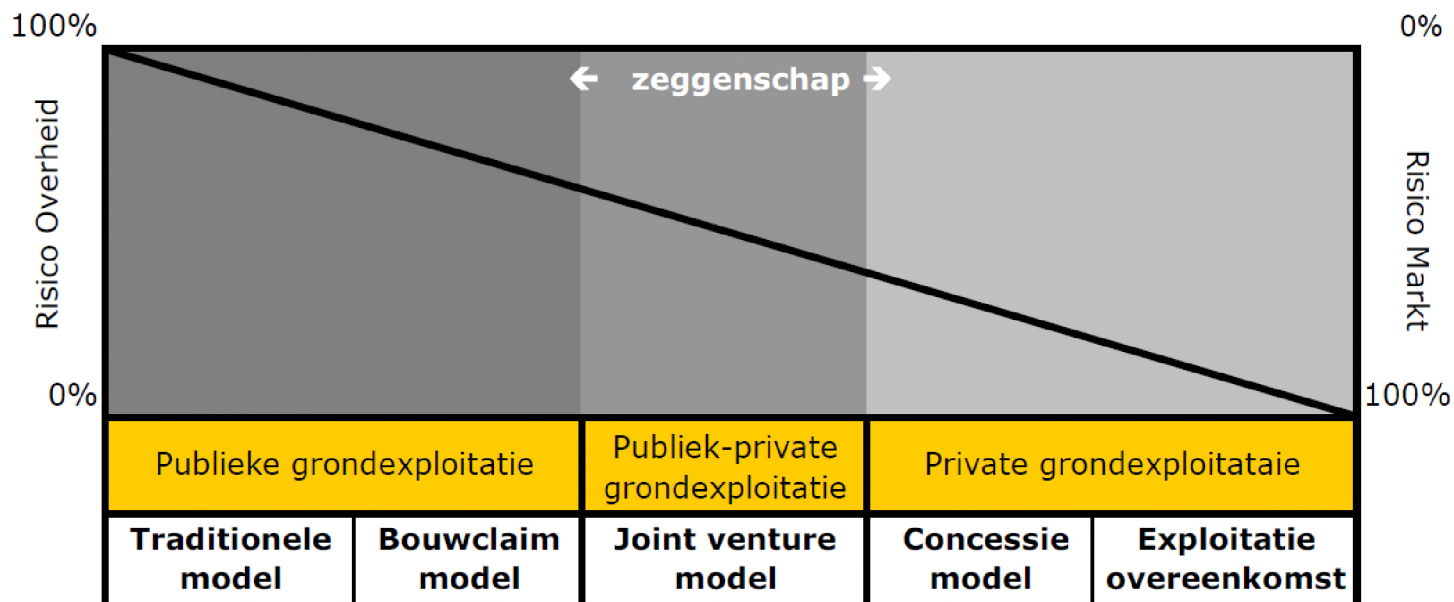 100%
0%
← zeggenschap →
Risico Overheid
Risico Markt
0%
100%
Publieke grondexploitatie
Publiek-private
grondexploitatie
Private grondexploitataie
Traditionele
model
Bouwclaim
model
Joint venture
model
Concessie
model
Exploitatie
overeenkomst